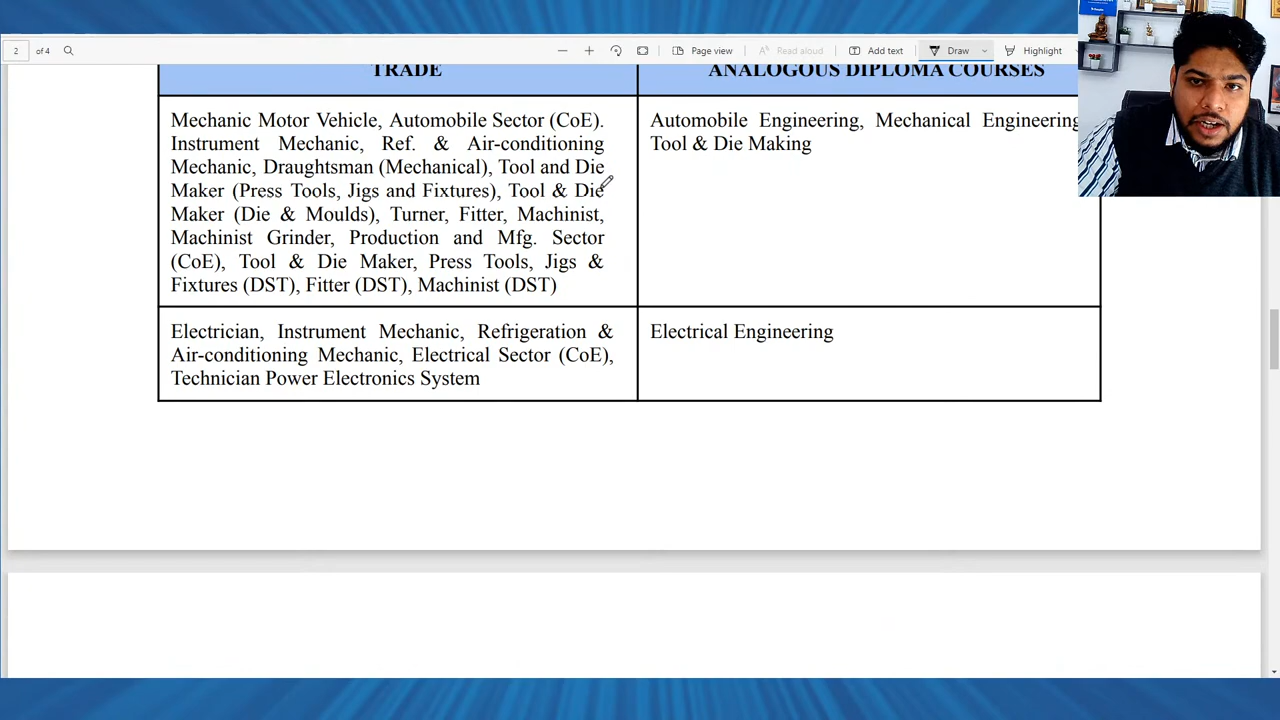 2 of 4
Page view
Read aloud
Add text
Draw
Highlight
TRADE
ANALOGOUS DIPLOMA COURSES
Mechanic Motor Vehicle, Automobile Sector (CoE).
Instrument Mechanic, Ref. & Air-conditioning
Mechanic, Draughtsman (Mechanical), Tool and Die
Maker (Press Tools, Jigs and Fixtures), Tool & Die
Maker (Die & Moulds), Turner, Fitter, Machinist,
Machinist Grinder, Production and Mfg. Sector
(CoE), Tool & Die Maker, Press Tools, Jigs &
Fixtures (DST), Fitter (DST), Machinist (DST)
Automobile Engineering, Mechanical Engineering
Tool & Die Making
Electrician, Instrument Mechanic, Refrigeration &
Air-conditioning Mechanic, Electrical Sector (CoE),
Technician Power Electronics System
Electrical Engineering